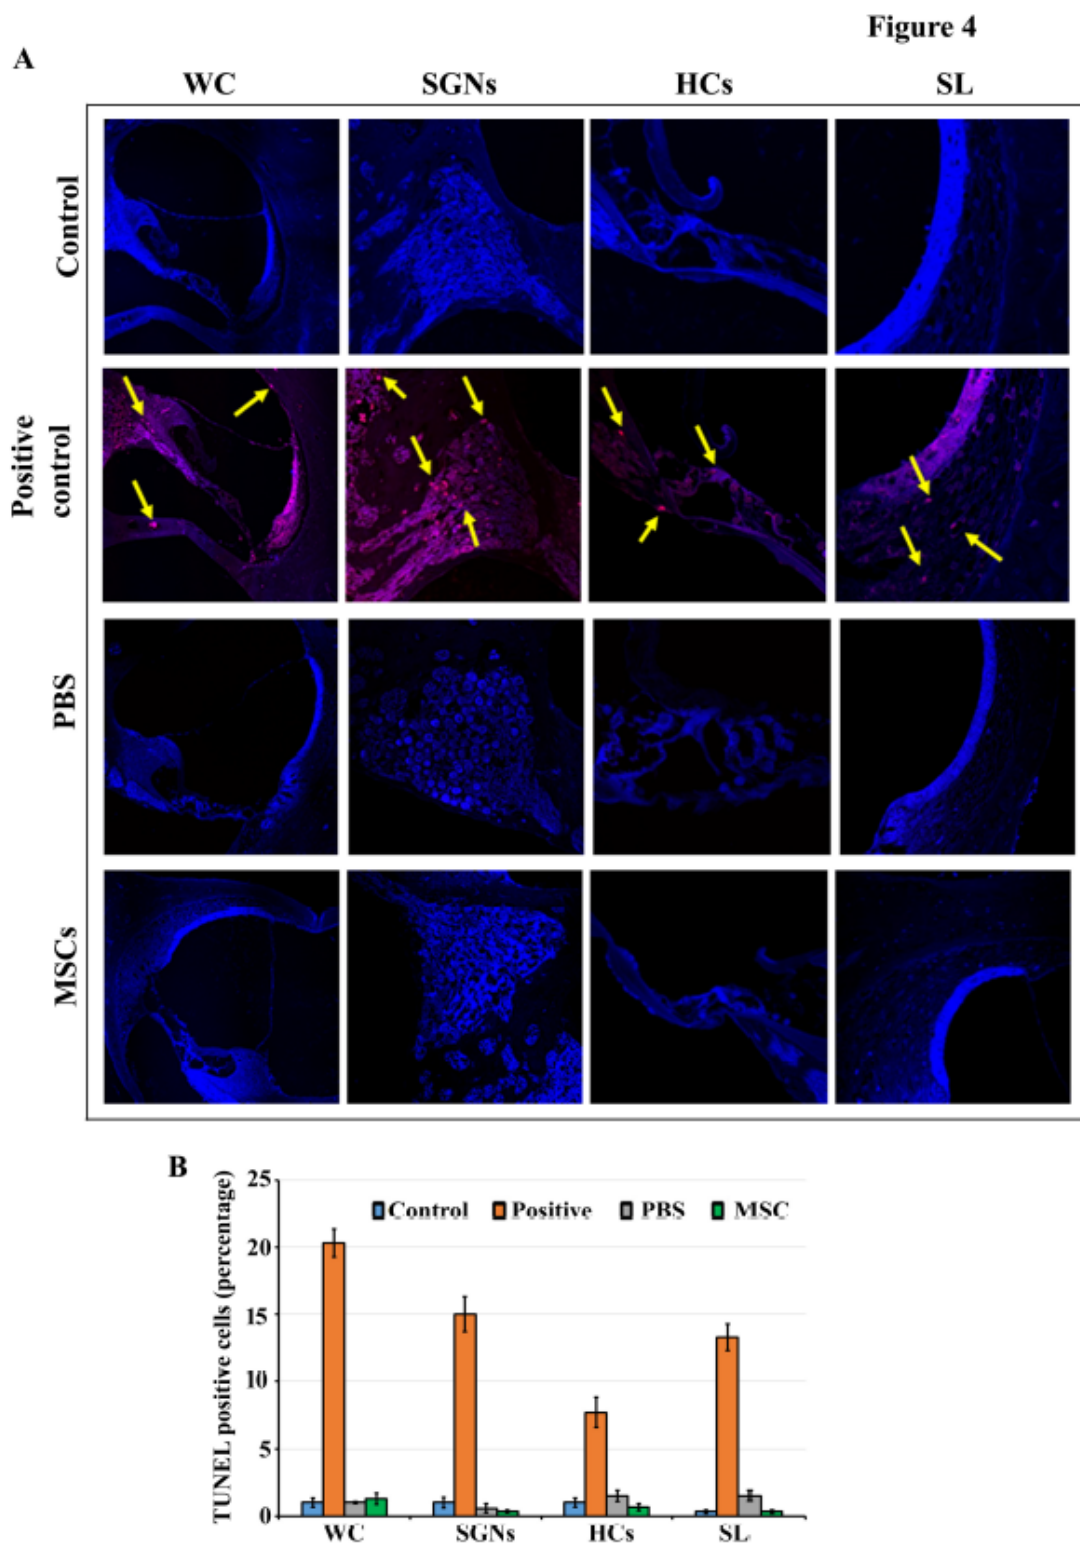 Figure 4
A
WC SGNs HCs SL
Control
Positive
control
PBS
MSCs
B
TUNEL positive cells (percentage)
25
20
15
10
5
0
Control Positive PBS MSC
WC SGNs HCs SL